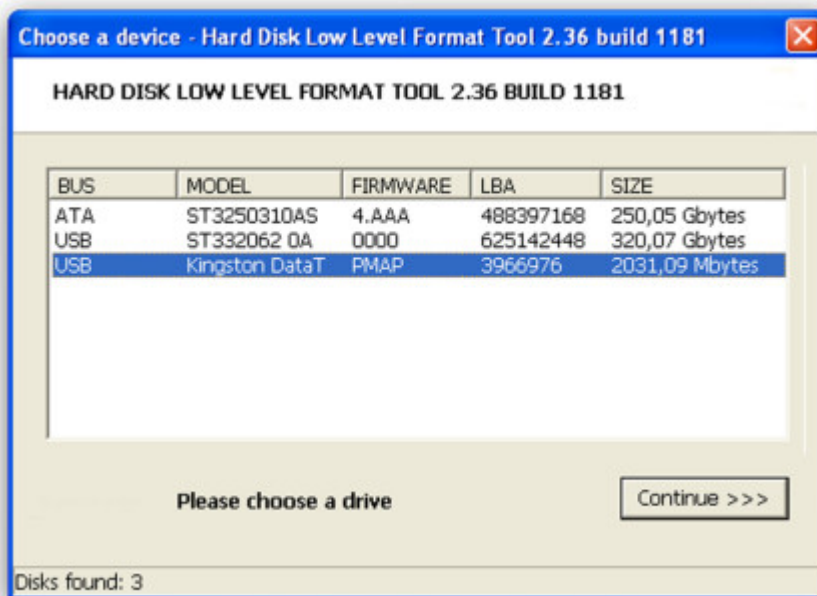 Choose a device - Hard Disk Low Level Format Tool 2.36 build 1181
HARD DISK LOW LEVEL FORMAT TOOL 2.36 BUILD 1181
BUS MODEL FIRMWARE LBA SIZE
ATA ST3250310AS 4.AAA 488397168 250,05 Gbytes
USB ST332062 0A 0000 625142448 320,07 Gbytes
USB Kingston DataT PMAP 3966976 2031,09 Mbytes
Please choose a drive
Continue >>>
Disks found: 3